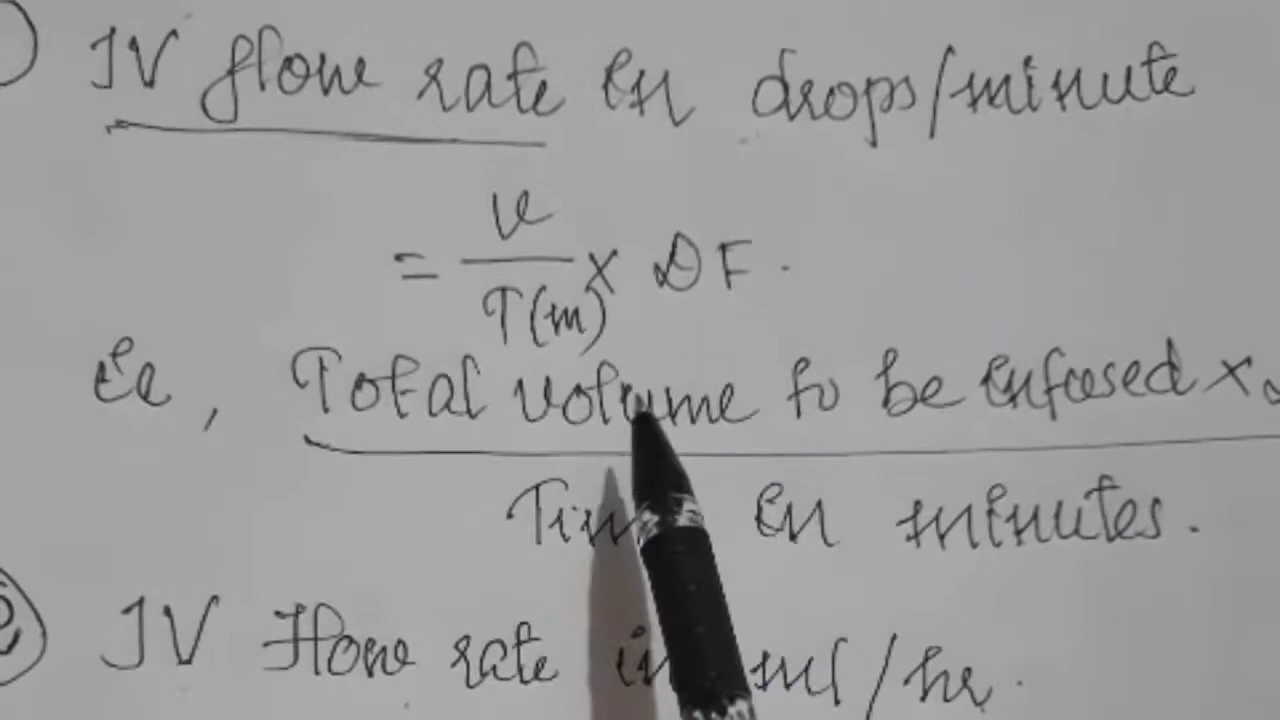 IV flow rate in drops/minute
= V/T(m) × DF.
ie, Total volume to be infused ×
Time in minutes.
IV Flow rate in ml/hr.